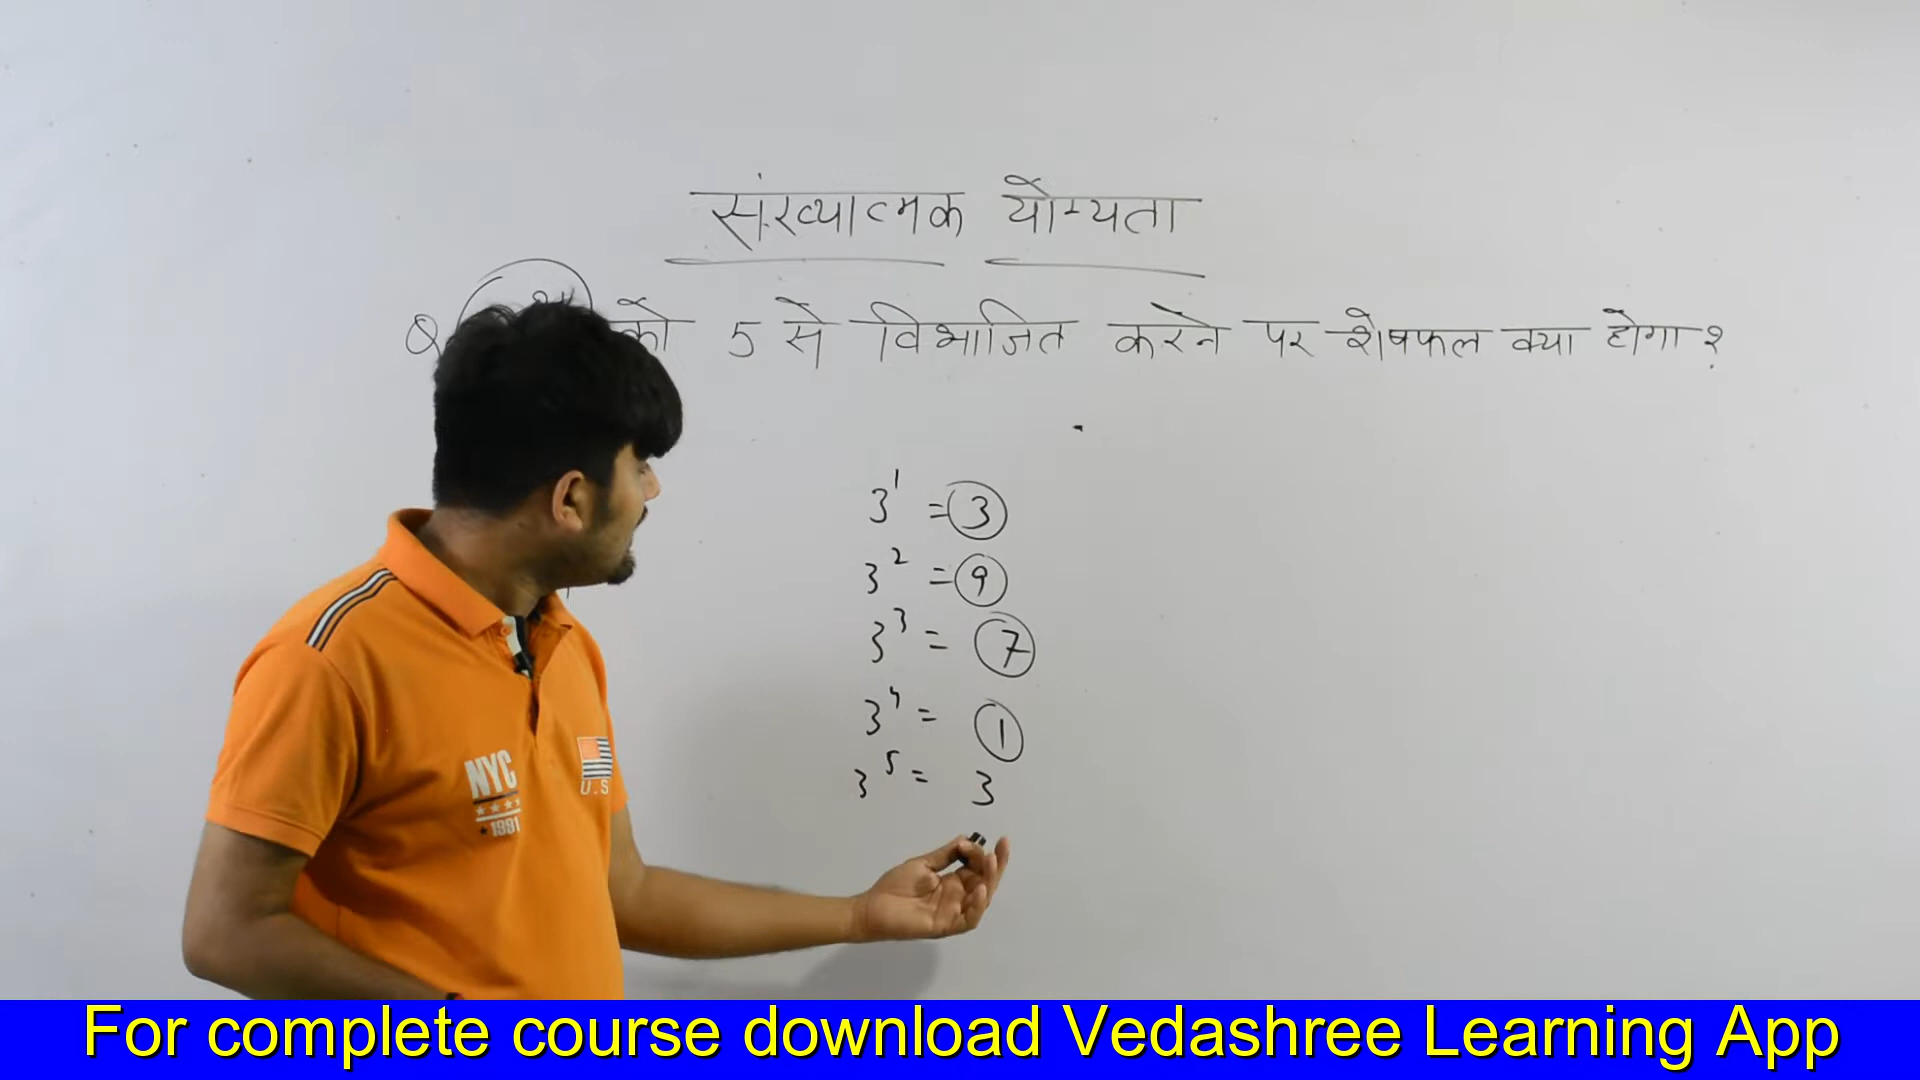 संख्यात्मक योग्यता
Q को 5 से विभाजित करने पर शेषफल क्या होगा?
3¹ = 3
3² = 9
3³ = 7
3⁴ = 1
3⁵ = 3
NYC
1991
U.S
For complete course download Vedashree Learning App